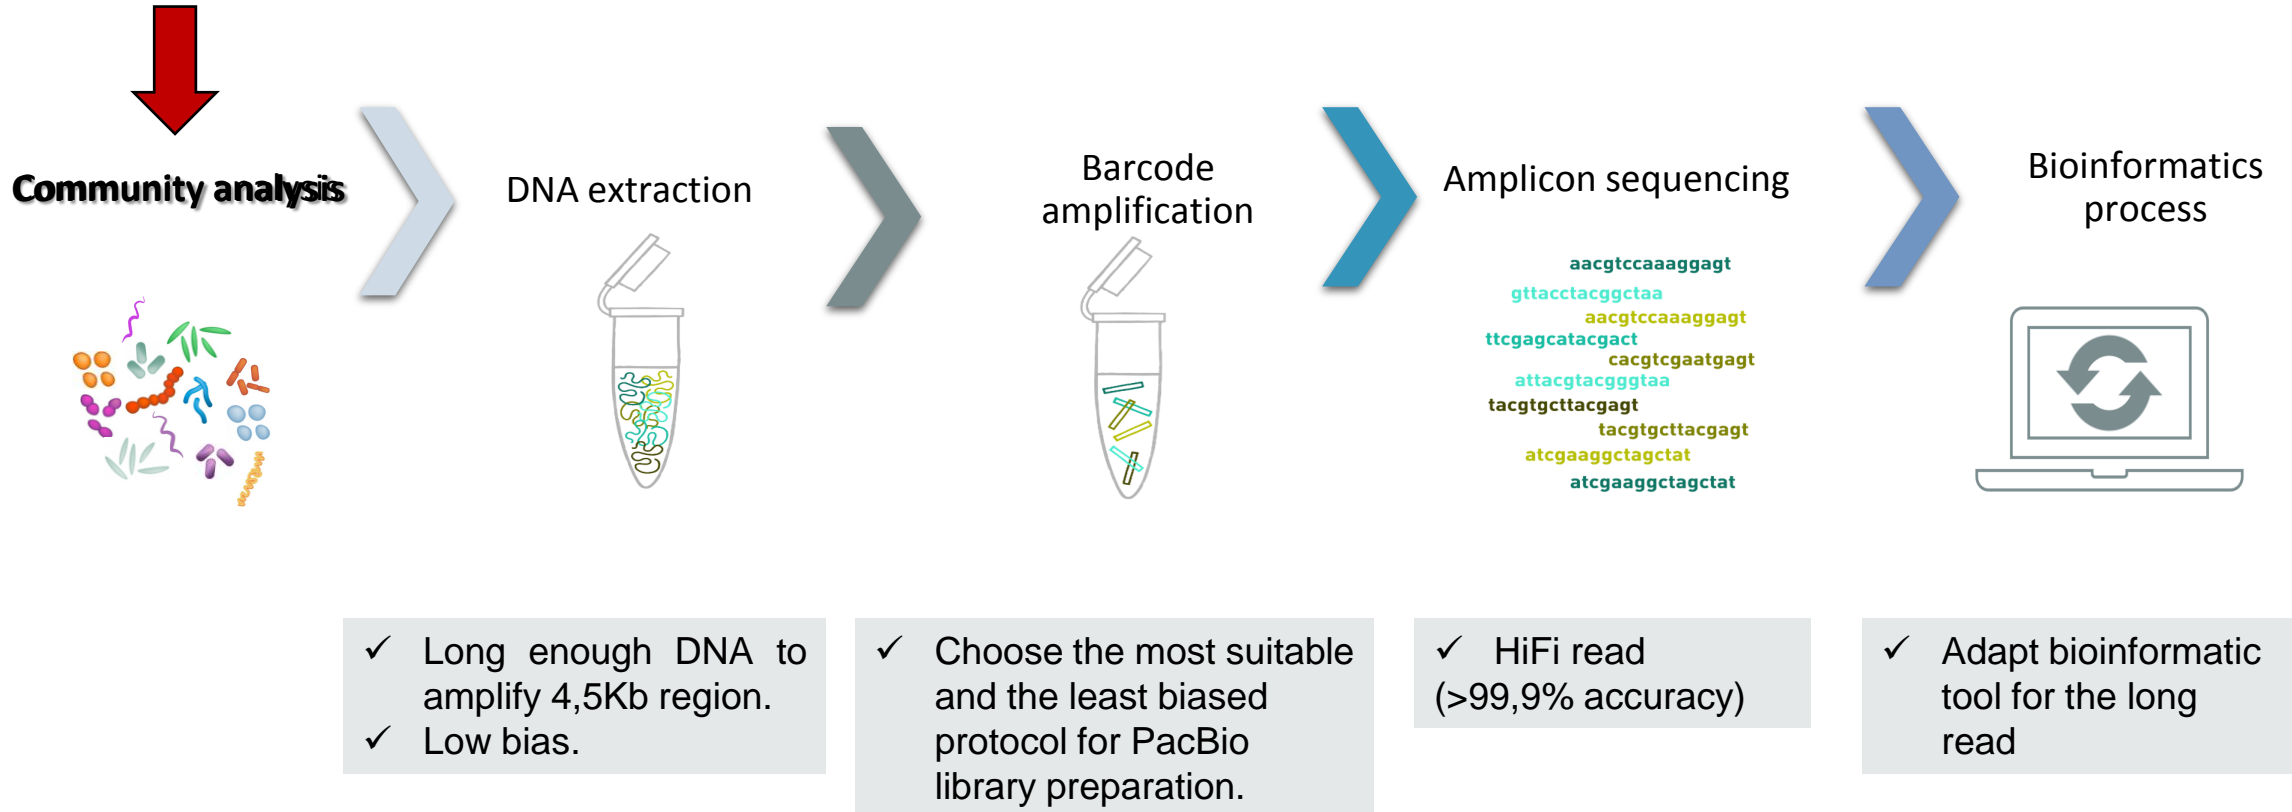 Community analysis
DNA extraction
Barcode
amplification
Amplicon sequencing
Bioinformatics
process
aacgtccaaaggagt
gttacctacggctaa
aacgtccaaaggagt
ttcgagcatacgact
cacgtcgaatgagt
attacgtacgggtaa
tacgtgcttacgagt
tacgtgcttacgagt
atcgaaggctagctat
atcgaaggctagctat
✓ Long enough DNA to
amplify 4,5Kb region.
✓ Low bias.
✓ Choose the most suitable
and the least biased
protocol for PacBio
library preparation.
✓ HiFi read
(>99,9% accuracy)
✓ Adapt bioinformatic
tool for the long
read